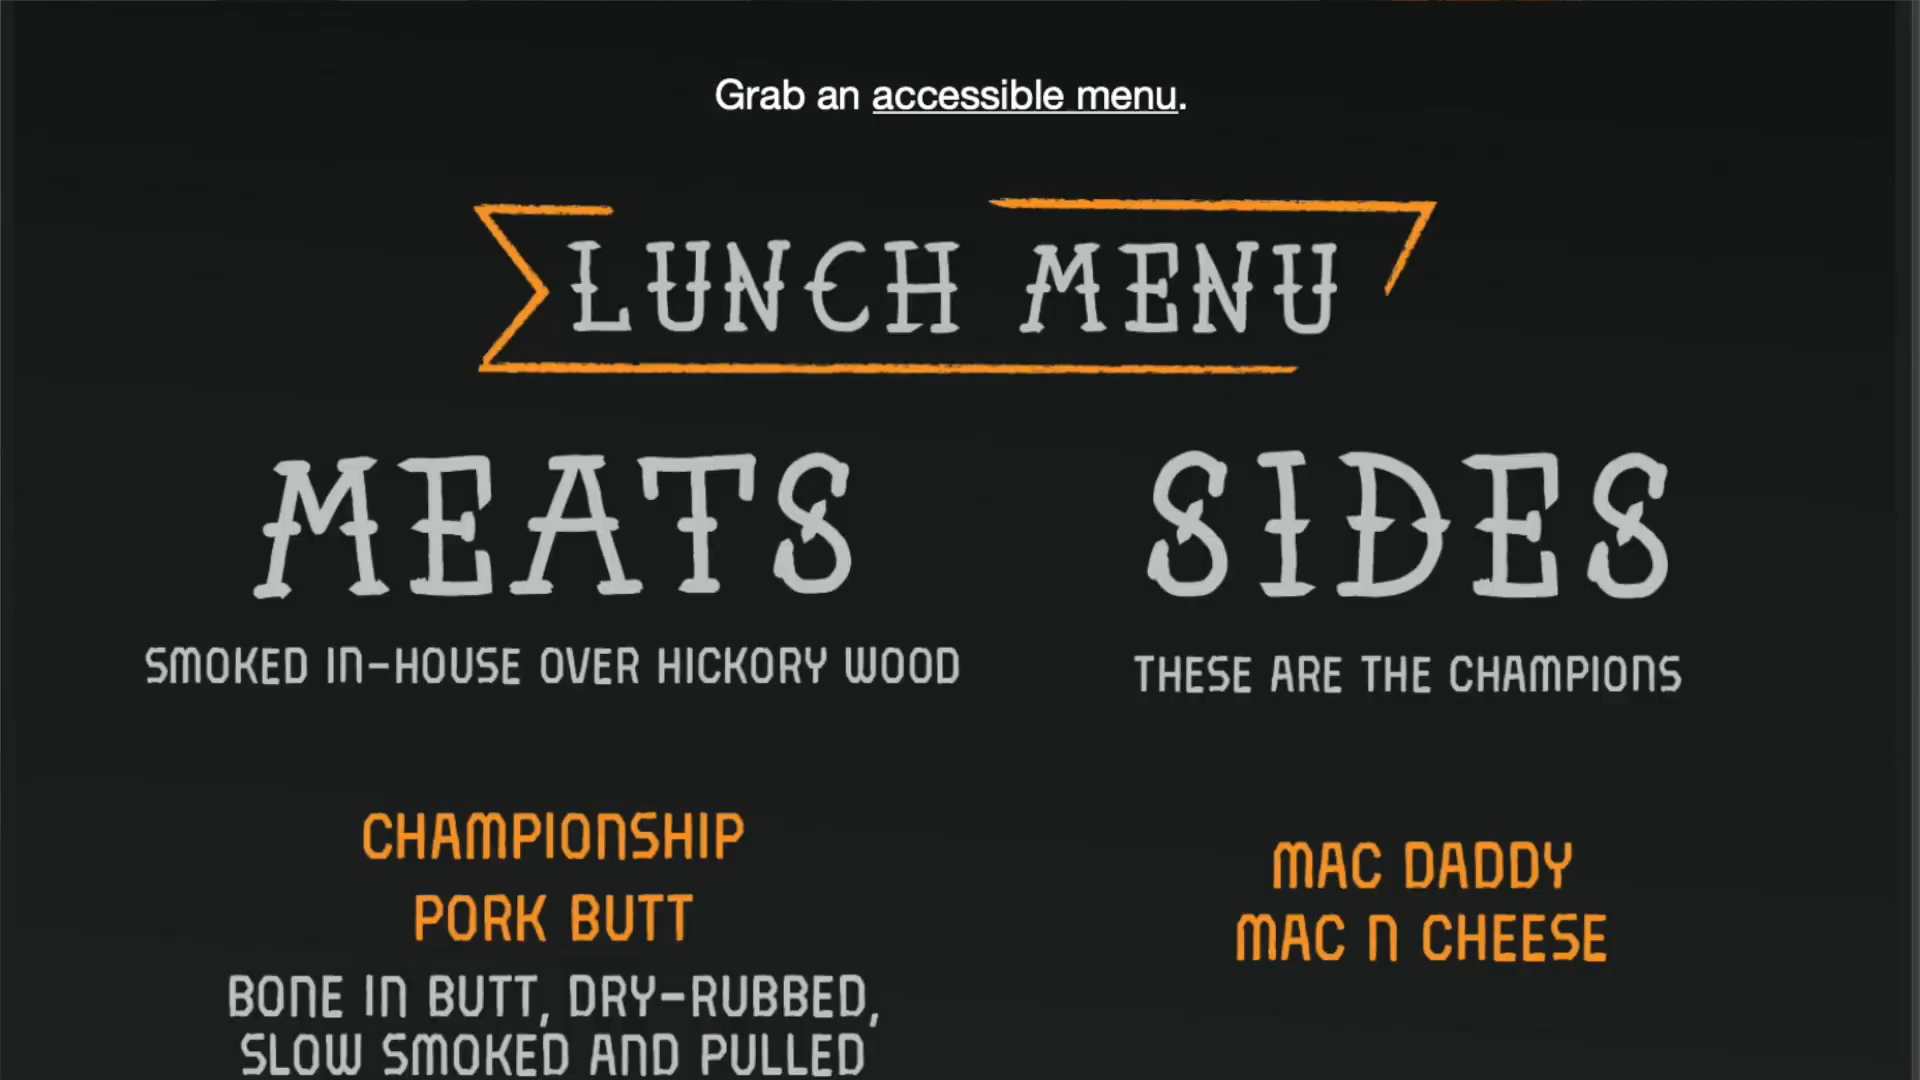 Grab an accessible menu.
LUNCH MENU
MEATS
SMOKED IN-HOUSE OVER HICKORY WOOD
CHAMPIONSHIP
PORK BUTT
BONE IN BUTT, DRY-RUBBED,
SLOW SMOKED AND PULLED
SIDES
THESE ARE THE CHAMPIONS
MAC DADDY
MAC N CHEESE